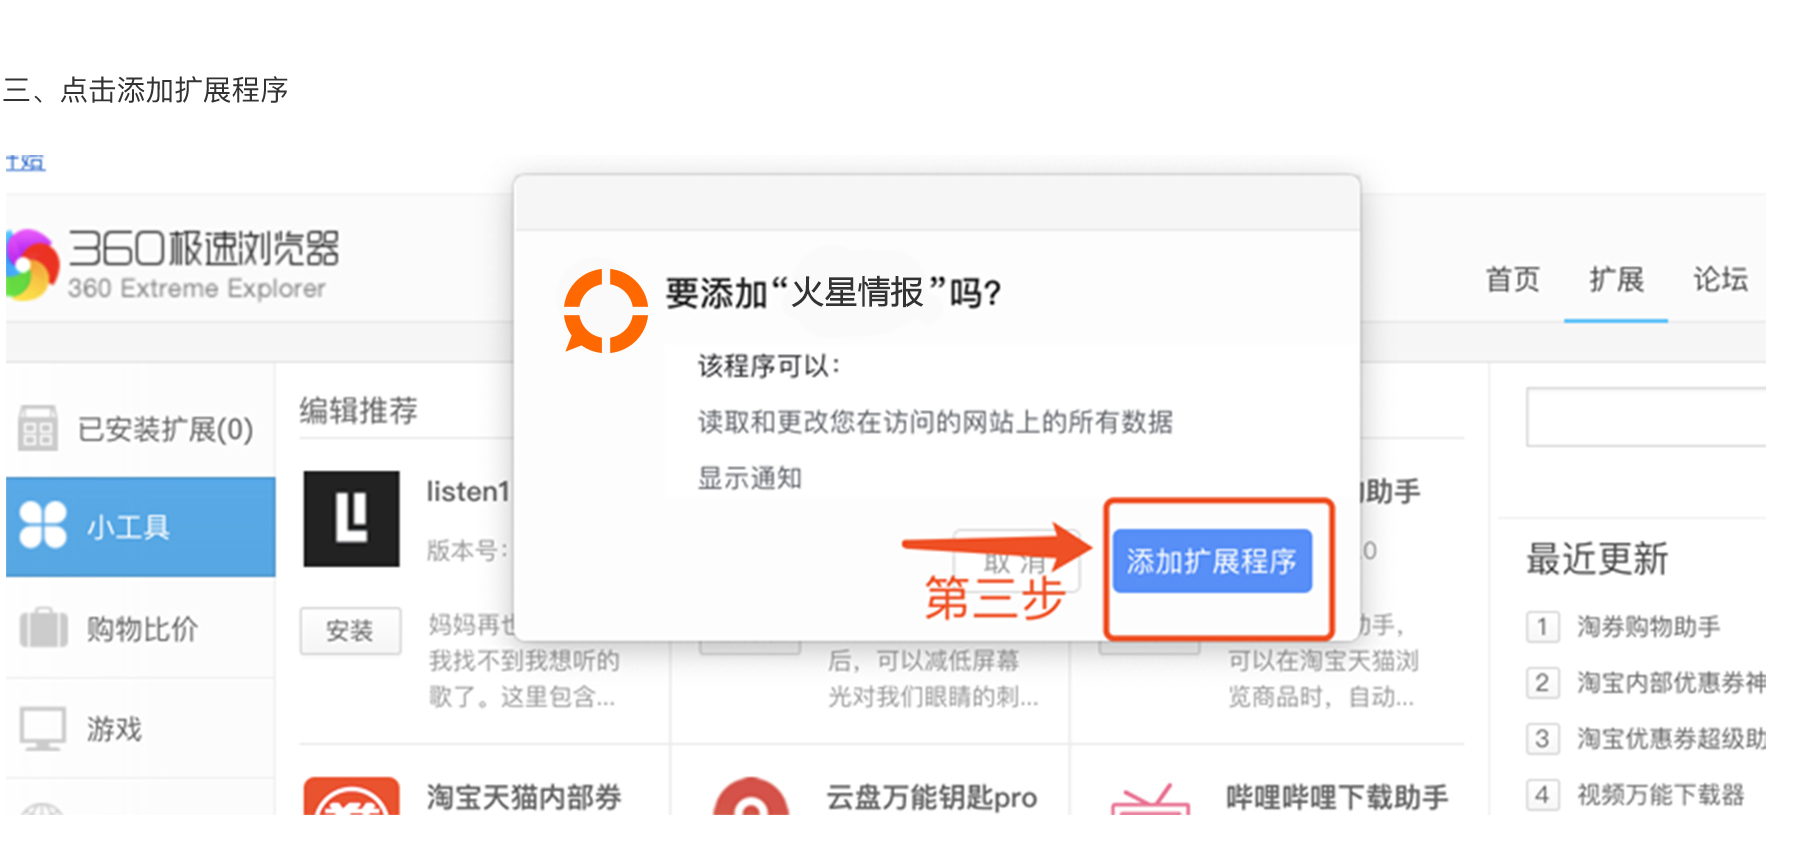 三、点击添加扩展程序
开始
360极速浏览器
360 Extreme Explorer
首页
扩展
论坛
要添加“火星情报”吗?
该程序可以:
读取和更改您在访问的网站上的所有数据
显示通知
取消
添加扩展程序
第三步
已安装扩展(0)
小工具
购物比价
游戏
编辑推荐
listen1
版本号:
安装
妈妈再也
我找不到我想听的
歌了。这里包含...
后，可以减低屏幕
光对我们眼睛的刺...
助手
0
助手，
可以在淘宝天猫浏
览商品时，自动...
淘宝天猫内部券
云盘万能钥匙pro
哔哩哔哩下载助手
最近更新
1 淘券购物助手
2 淘宝内部优惠券神
3 淘宝优惠券超级助
4 视频万能下载器